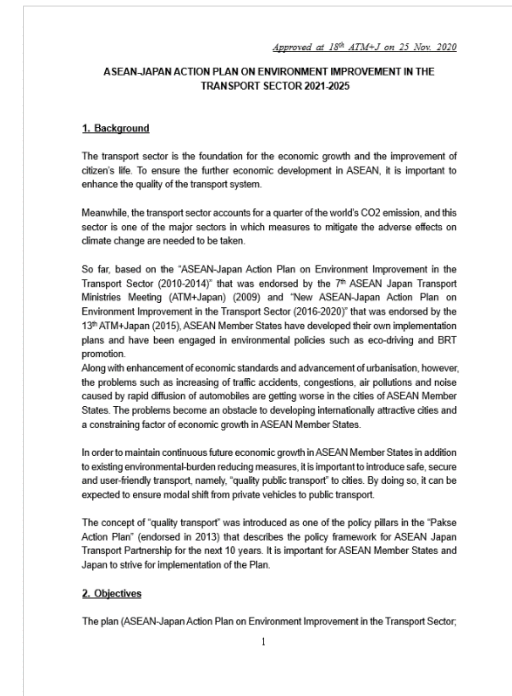 Approved at 18th ATM+J on 25 Nov. 2020
ASEAN-JAPAN ACTION PLAN ON ENVIRONMENT IMPROVEMENT IN THE
TRANSPORT SECTOR 2021-2025
1. Background
The transport sector is the foundation for the economic growth and the improvement of
citizen's life. To ensure the further economic development in ASEAN, it is important to
enhance the quality of the transport system.
Meanwhile, the transport sector accounts for a quarter of the world's CO2 emission, and this
sector is one of the major sectors in which measures to mitigate the adverse effects on
climate change are needed to be taken.
So far, based on the "ASEAN-Japan Action Plan on Environment Improvement in the
Transport Sector (2010-2014)" that was endorsed by the 7th ASEAN Japan Transport
Ministries Meeting (ATM+Japan) (2009) and "New ASEAN-Japan Action Plan on
Environment Improvement in the Transport Sector (2016-2020)" that was endorsed by the
13th ATM+Japan (2015), ASEAN Member States have developed their own implementation
plans and have been engaged in environmental policies such as eco-driving and BRT
promotion.
Along with enhancement of economic standards and advancement of urbanisation, however,
the problems such as increasing of traffic accidents, congestions, air pollutions and noise
caused by rapid diffusion of automobiles are getting worse in the cities of ASEAN Member
States. The problems become an obstacle to developing internationally attractive cities and
a constraining factor of economic growth in ASEAN Member States.
In order to maintain continuous future economic growth in ASEAN Member States in addition
to existing environmental-burden reducing measures, it is important to introduce safe, secure
and user-friendly transport, namely, "quality public transport" to cities. By doing so, it can be
expected to ensure modal shift from private vehicles to public transport.
The concept of "quality transport" was introduced as one of the policy pillars in the "Pakse
Action Plan" (endorsed in 2013) that describes the policy framework for ASEAN Japan
Transport Partnership for the next 10 years. It is important for ASEAN Member States and
Japan to strive for implementation of the Plan.
2. Objectives
The plan (ASEAN-Japan Action Plan on Environment Improvement in the Transport Sector;
1